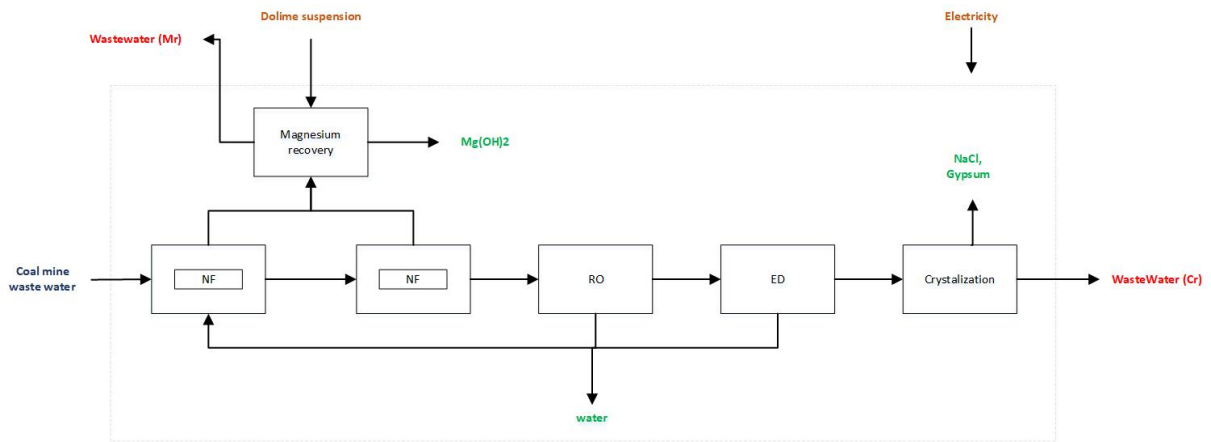 Dolime suspension
Electricity
Wastewater (Mr)
Magnesium
recovery
Mg(OH)2
NaCl,
Gypsum
Coal mine
waste water
NF
NF
RO
ED
Crystalization
WasteWater (Cr)
water